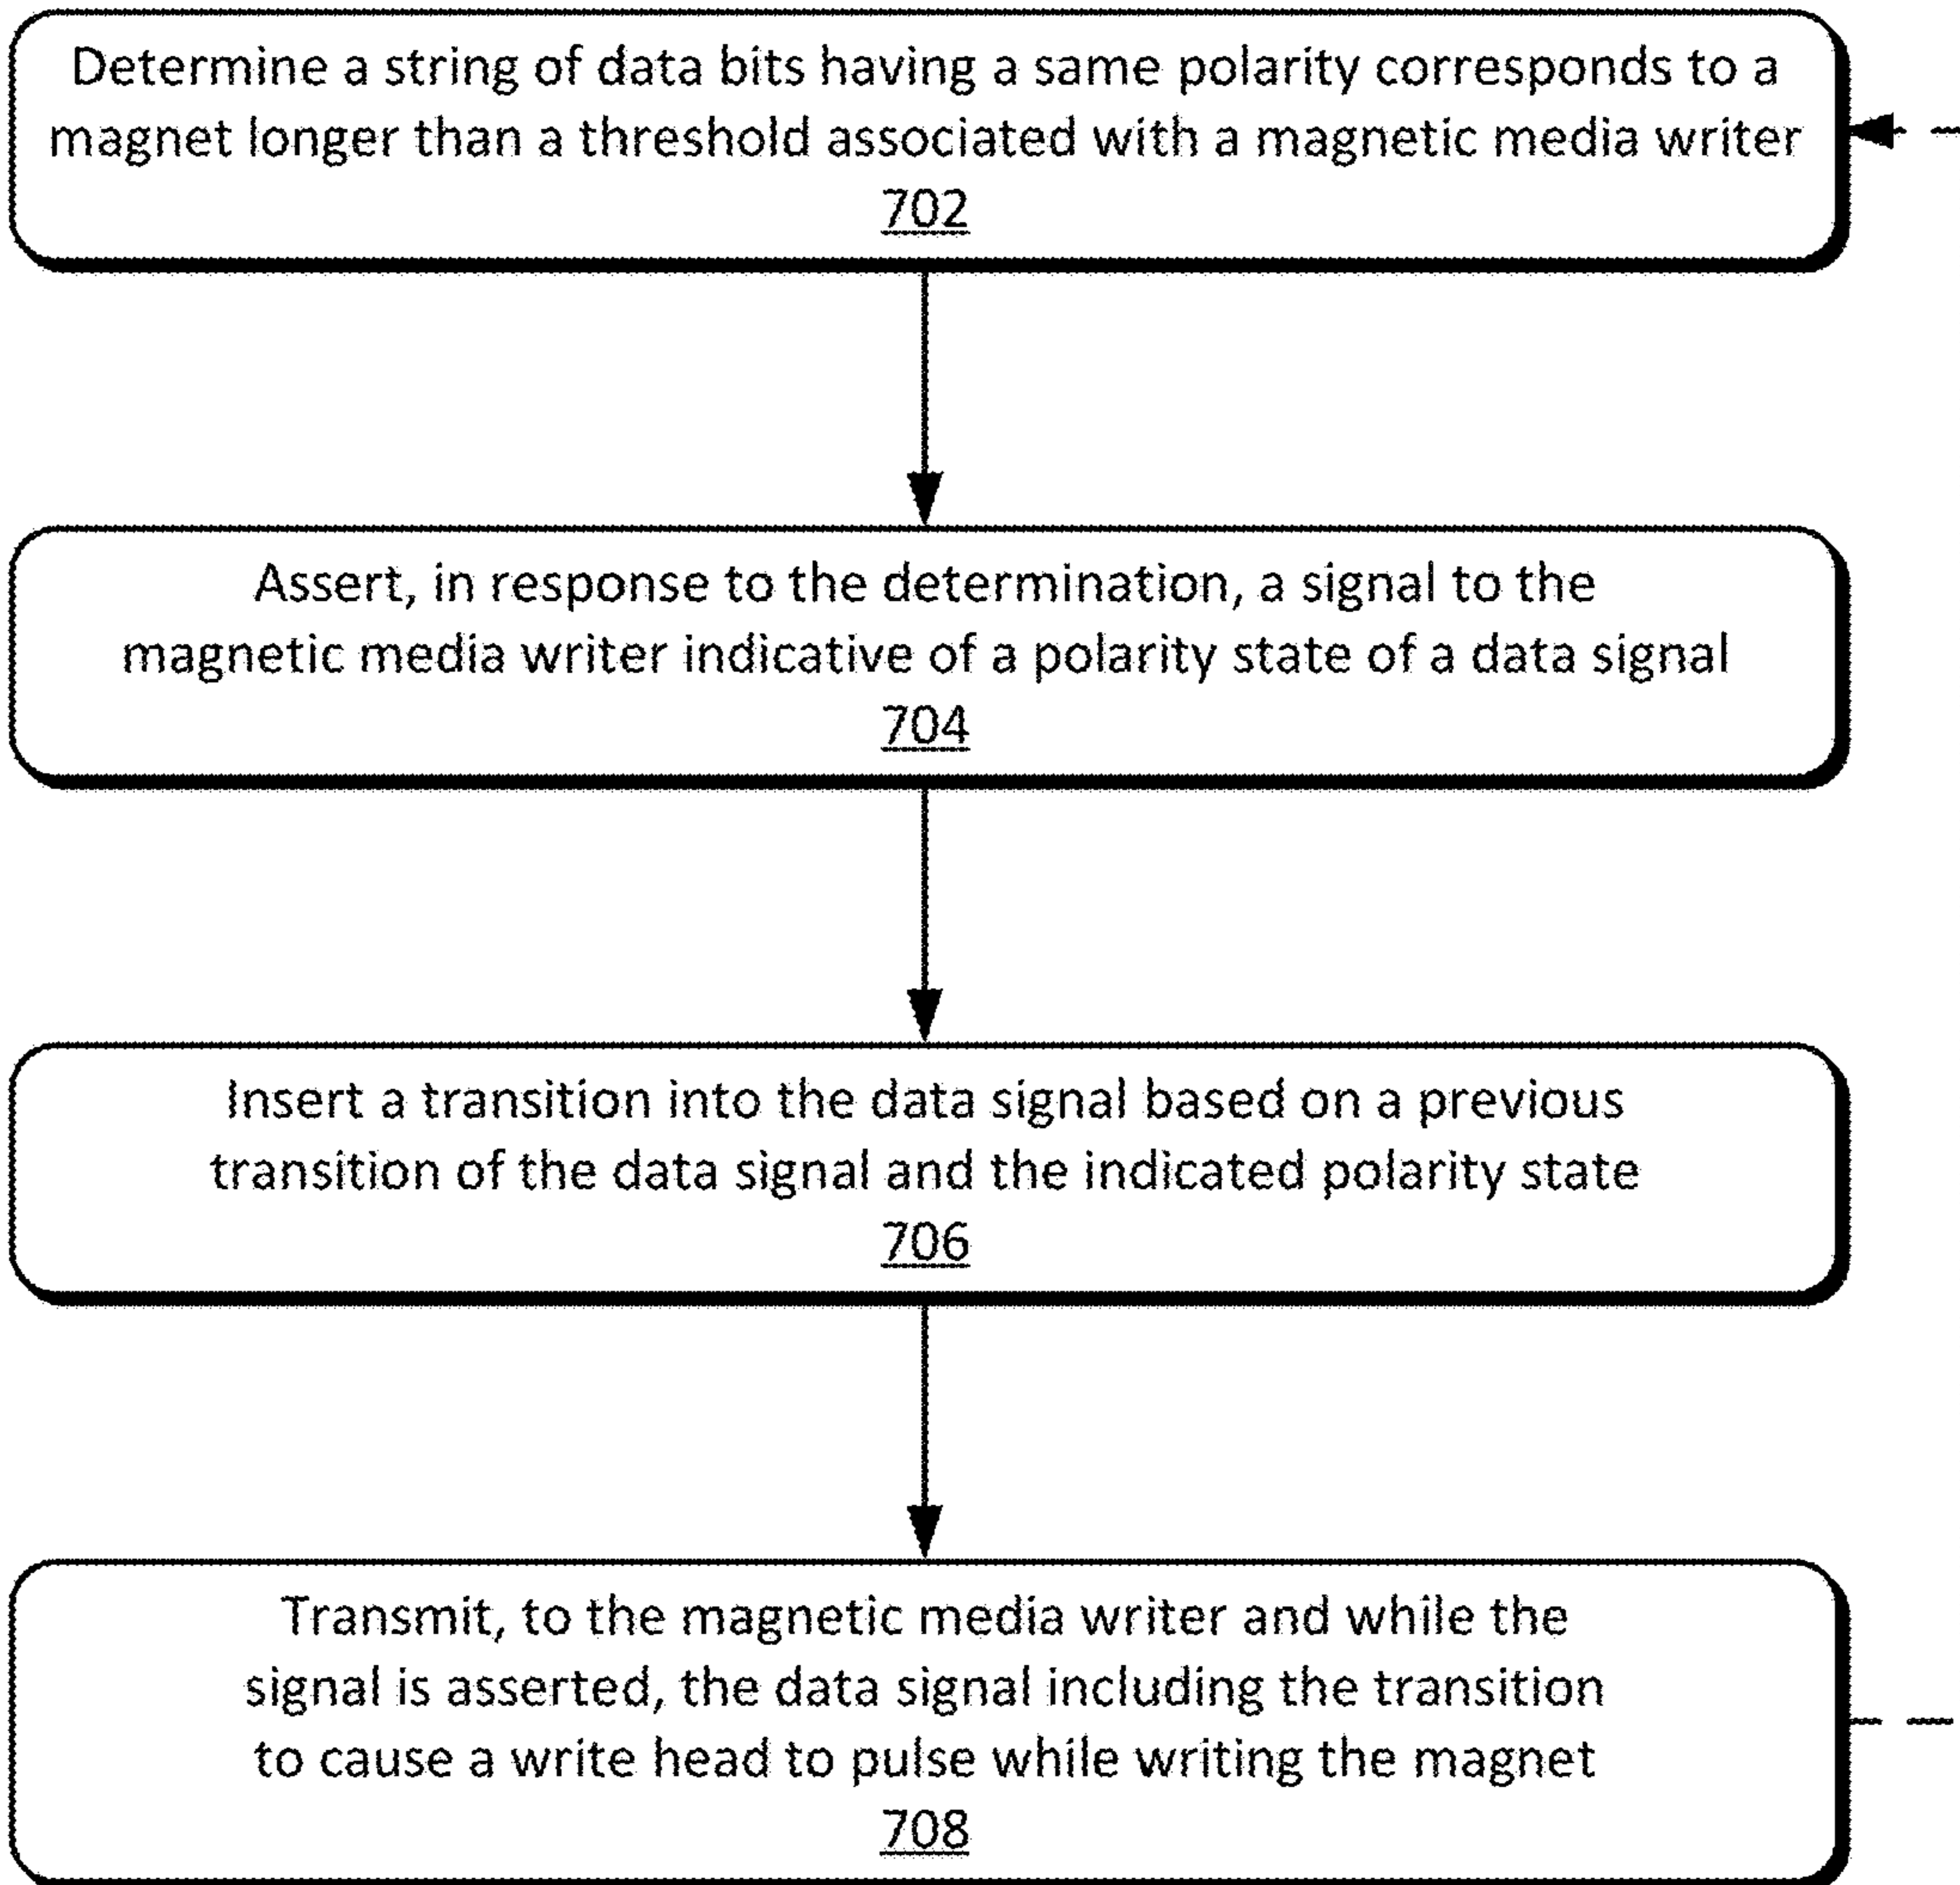 Determine a string of data bits having a same polarity corresponds to a
magnet longer than a threshold associated with a magnetic media writer
702
Assert, in response to the determination, a signal to the
magnetic media writer indicative of a polarity state of a data signal
704
Insert a transition into the data signal based on a previous
transition of the data signal and the indicated polarity state
706
Transmit, to the magnetic media writer and while the
signal is asserted, the data signal including the transition
to cause a write head to pulse while writing the magnet
708